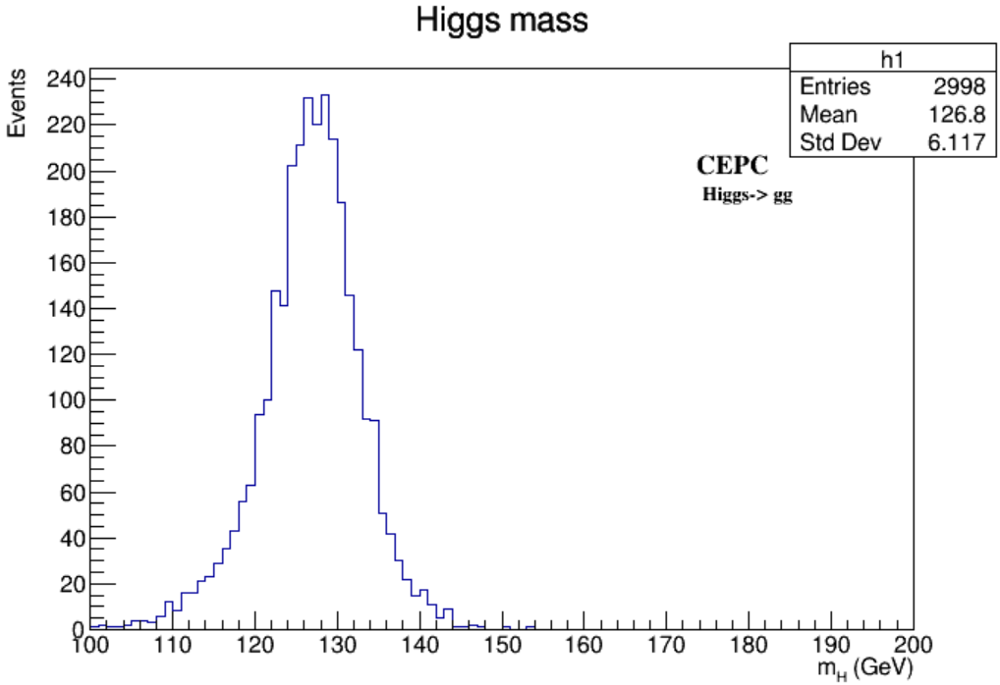 Higgs mass
h1
Entries 2998
Mean 126.8
Std Dev 6.117
Events
CEPC
Higgs-> gg
240
220
200
180
160
140
120
100
80
60
40
20
0
100 110 120 130 140 150 160 170 180 190 200
m_H (GeV)